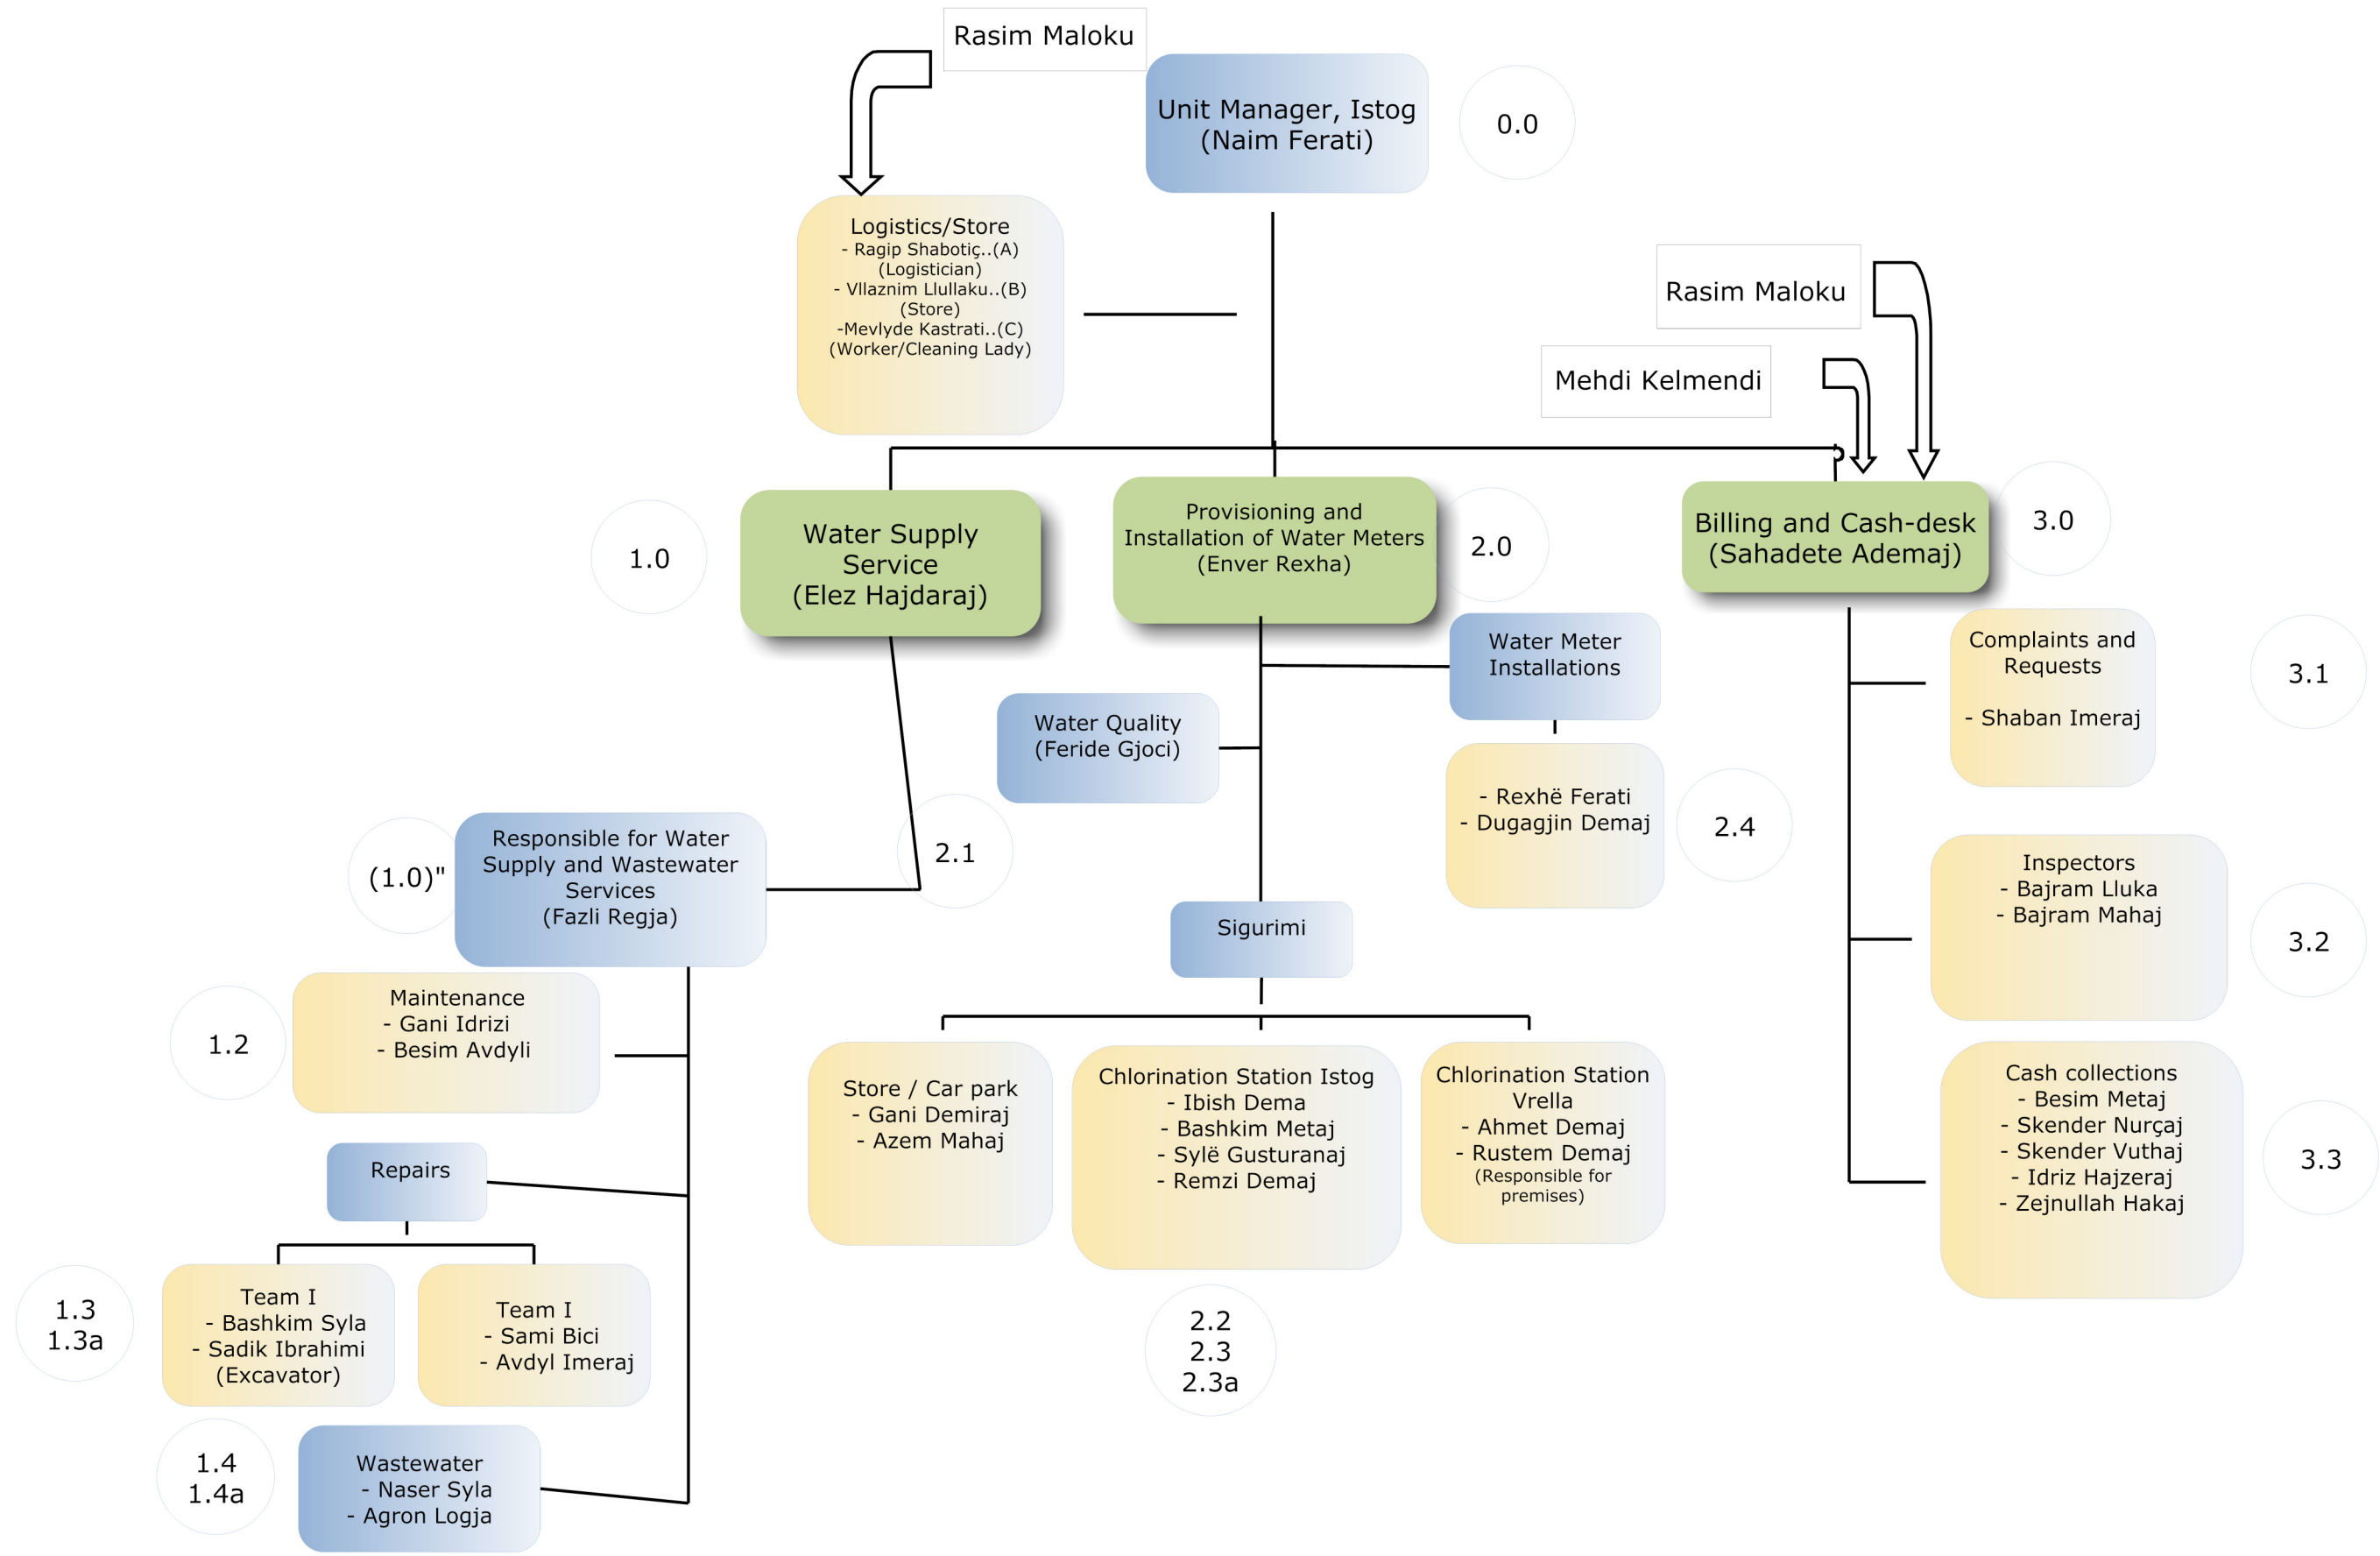 Rasim Maloku
Unit Manager, Istog
(Naim Ferati)
0.0
Logistics/Store
- Ragip Shabotiç..(A)
(Logistician)
- Vllaznim Llullaku..(B)
(Store)
-Mevlyde Kastrati..(C)
(Worker/Cleaning Lady)
Rasim Maloku
Mehdi Kelmendi
1.0
Water Supply
Service
(Elez Hajdaraj)
Provisioning and
Installation of Water Meters
(Enver Rexha)
2.0
Billing and Cash-desk
(Sahadete Ademaj)
3.0
Water Meter
Installations
Complaints and
Requests
- Shaban Imeraj
3.1
Water Quality
(Feride Gjoci)
- Rexhë Ferati
- Dugagjin Demaj
2.4
(1.0)"
Responsible for Water
Supply and Wastewater
Services
(Fazli Regja)
2.1
Inspectors
- Bajram Lluka
- Bajram Mahaj
3.2
Sigurimi
1.2
Maintenance
- Gani Idrizi
- Besim Avdyli
Store / Car park
- Gani Demiraj
- Azem Mahaj
Chlorination Station Istog
- Ibish Dema
- Bashkim Metaj
- Sylë Gusturanaj
- Remzi Demaj
Chlorination Station
Vrella
- Ahmet Demaj
- Rustem Demaj
(Responsible for
premises)
Cash collections
- Besim Metaj
- Skender Nurçaj
- Skender Vuthaj
- Idriz Hajzeraj
- Zejnullah Hakaj
3.3
Repairs
1.3
1.3a
Team I
- Bashkim Syla
- Sadik Ibrahimi
(Excavator)
Team I
- Sami Bici
- Avdyl Imeraj
2.2
2.3
2.3a
1.4
1.4a
Wastewater
- Naser Syla
- Agron Logja